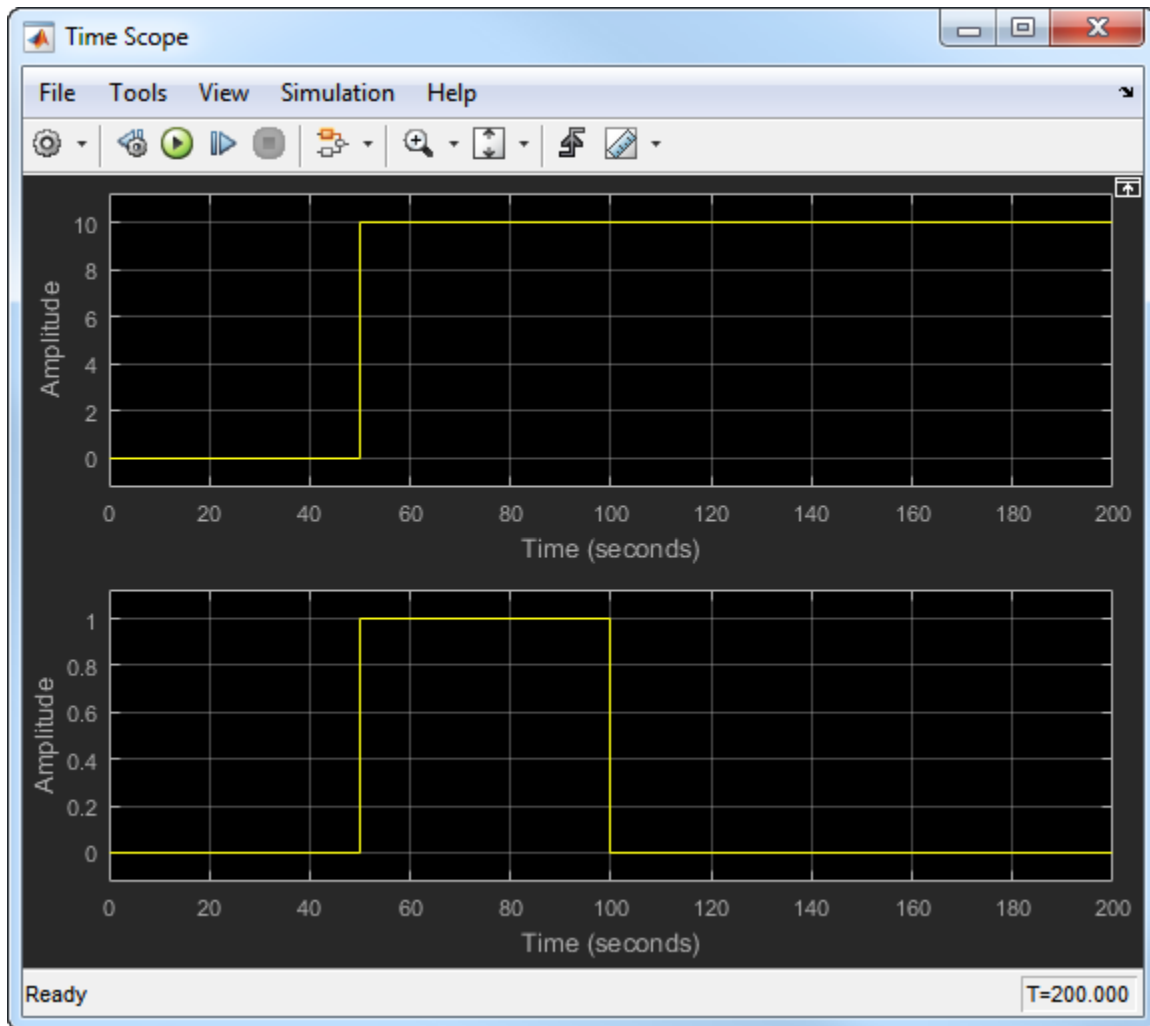 Time Scope
File Tools View Simulation Help
10
8
6
4
2
0
Amplitude
0 20 40 60 80 100 120 140 160 180 200
Time (seconds)
1
0.8
0.6
0.4
0.2
0
Amplitude
0 20 40 60 80 100 120 140 160 180 200
Time (seconds)
Ready T=200.000